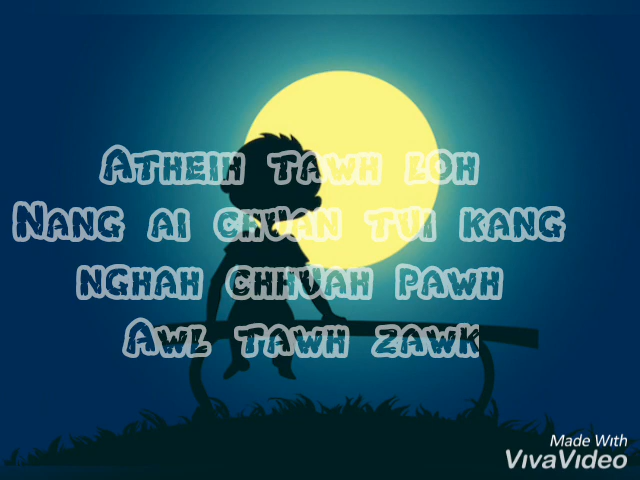 Atheih tawh loh
Nang ai chuan tui kang
nghah chhuah pawh
Awl tawh zawk
Made With
VivaVideo